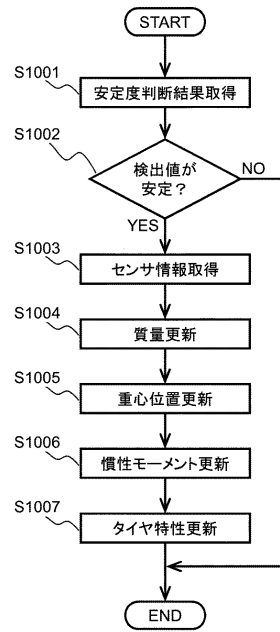 START
S1001
安定度判断結果取得
S1002
検出値が
安定？
NO
YES
S1003
センサ情報取得
S1004
質量更新
S1005
重心位置更新
S1006
慣性モーメント更新
S1007
タイヤ特性更新
END